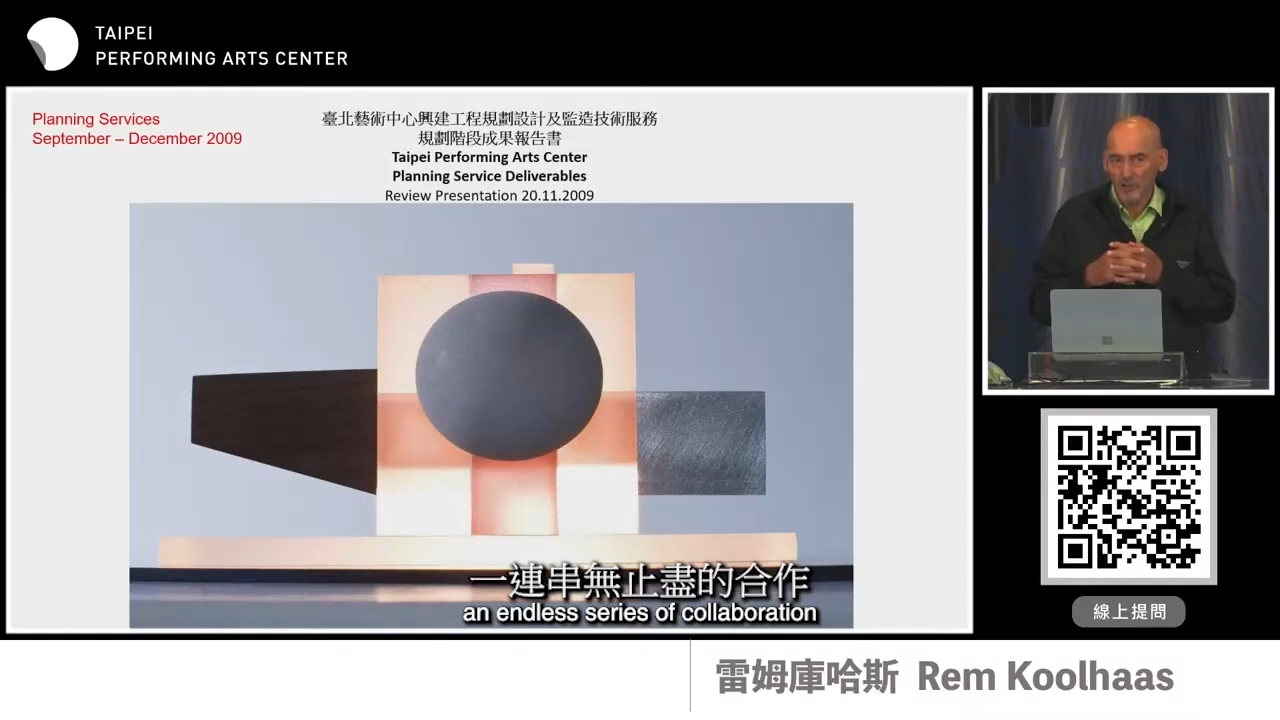 TAIPEI
PERFORMING ARTS CENTER
Planning Services
September – December 2009
臺北藝術中心興建工程規劃設計及監造技術服務
規劃階段成果報告書
Taipei Performing Arts Center
Planning Service Deliverables
Review Presentation 20.11.2009
一連串無止盡的合作
an endless series of collaboration
線上提問
雷姆庫哈斯 Rem Koolhaas